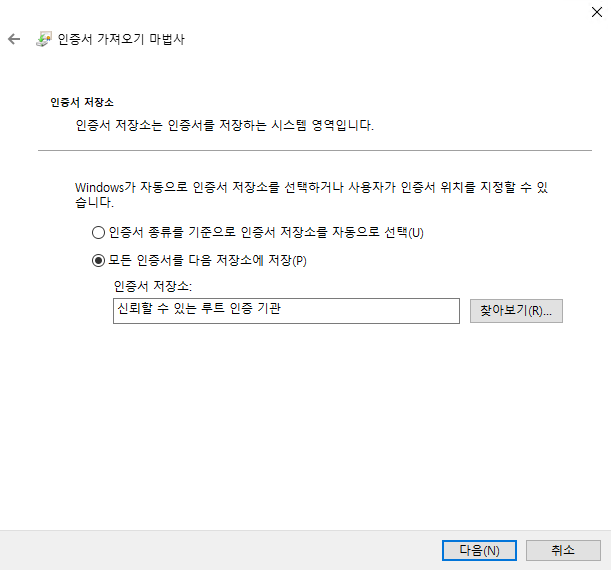 인증서 가져오기 마법사
인증서 저장소
인증서 저장소는 인증서를 저장하는 시스템 영역입니다.
Windows가 자동으로 인증서 저장소를 선택하거나 사용자가 인증서 위치를 지정할 수 있
습니다.
인증서 종류를 기준으로 인증서 저장소를 자동으로 선택(U)
모든 인증서를 다음 저장소에 저장(P)
인증서 저장소:
신뢰할 수 있는 루트 인증 기관
찾아보기(R)...
다음(N)
취소